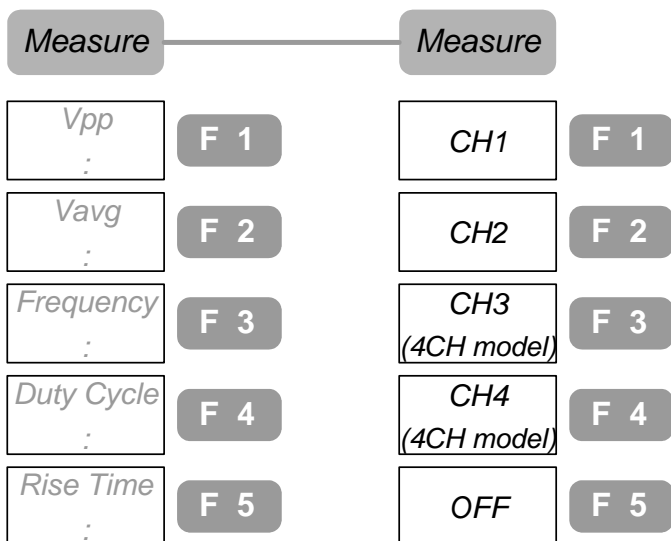 Measure
Measure
Vpp
:
F 1
CH1
F 1
Vavg
:
F 2
CH2
F 2
Frequency
:
F 3
CH3
(4CH model)
F 3
Duty Cycle
:
F 4
CH4
(4CH model)
F 4
Rise Time
:
F 5
OFF
F 5